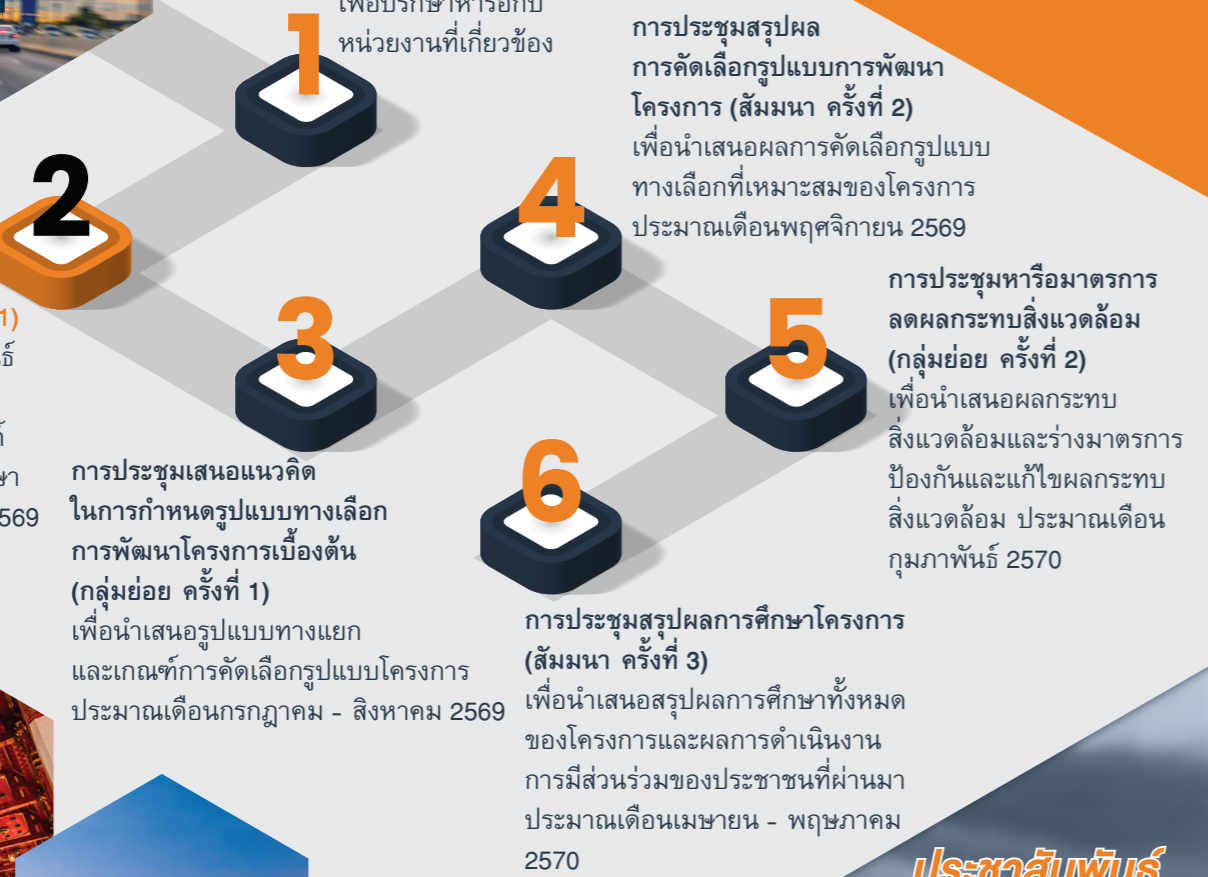 1
เพื่อปรึกษาหารือกับ
หน่วยงานที่เกี่ยวข้อง
2
1)
569
3
การประชุมเสนอแนวคิด
ในการกำหนดรูปแบบทางเลือก
การพัฒนาโครงการเบื้องต้น
(กลุ่มย่อย ครั้งที่ 1)
เพื่อนำเสนอรูปแบบทางแยก
และเกณฑ์การคัดเลือกรูปแบบโครงการ
ประมาณเดือนกรกฎาคม - สิงหาคม 2569
4
การประชุมสรุปผล
การคัดเลือกรูปแบบการพัฒนา
โครงการ (สัมมนา ครั้งที่ 2)
เพื่อนำเสนอผลการคัดเลือกรูปแบบ
ทางเลือกที่เหมาะสมของโครงการ
ประมาณเดือนพฤศจิกายน 2569
5
การประชุมหารือมาตรการ
ลดผลกระทบสิ่งแวดล้อม
(กลุ่มย่อย ครั้งที่ 2)
เพื่อนำเสนอผลกระทบ
สิ่งแวดล้อมและร่างมาตรการ
ป้องกันและแก้ไขผลกระทบ
สิ่งแวดล้อม ประมาณเดือน
กุมภาพันธ์ 2570
6
การประชุมสรุปผลการศึกษาโครงการ
(สัมมนา ครั้งที่ 3)
เพื่อนำเสนอสรุปผลการศึกษาทั้งหมด
ของโครงการและผลการดำเนินงาน
การมีส่วนร่วมของประชาชนที่ผ่านมา
ประมาณเดือนเมษายน - พฤษภาคม
2570
ประชาสัมพันธ์